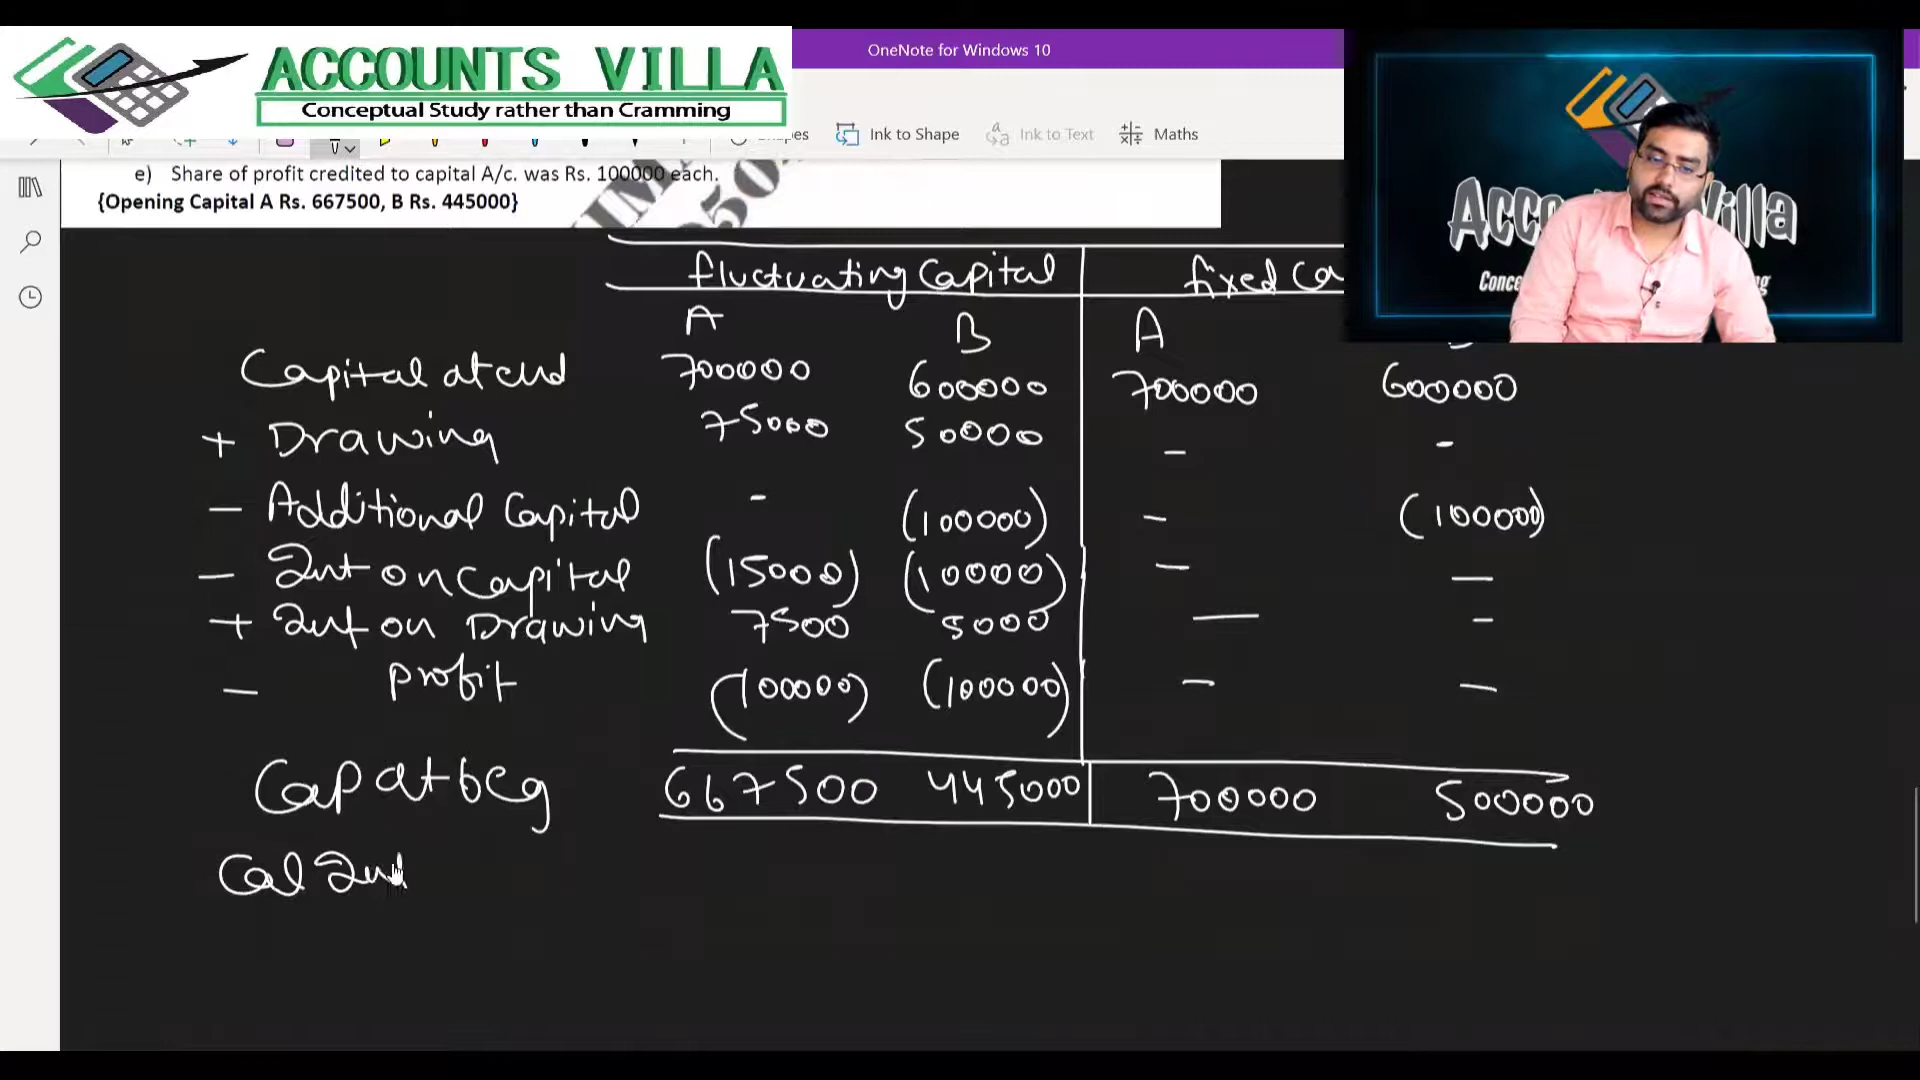 ACCOUNTS VILLA
Conceptual Study rather than Cramming
OneNote for Windows 10
Ink to Shape
Ink to Text
Maths
e) Share of profit credited to capital A/c. was Rs. 100000 each.
{Opening Capital A Rs. 667500, B Rs. 445000}
fluctuating Capital fixed Ca
A B A
Capital at end 700000 600000 700000 600000
+ Drawing 75000 50000 - -
- Additional Capital - (100000) - (100000)
- Int on Capital (15000) (10000) - -
+ Int on Drawing 7500 5000 - -
- profit (100000) (100000) - -
Cap at beg 667500 445000 700000 500000
Cal Int